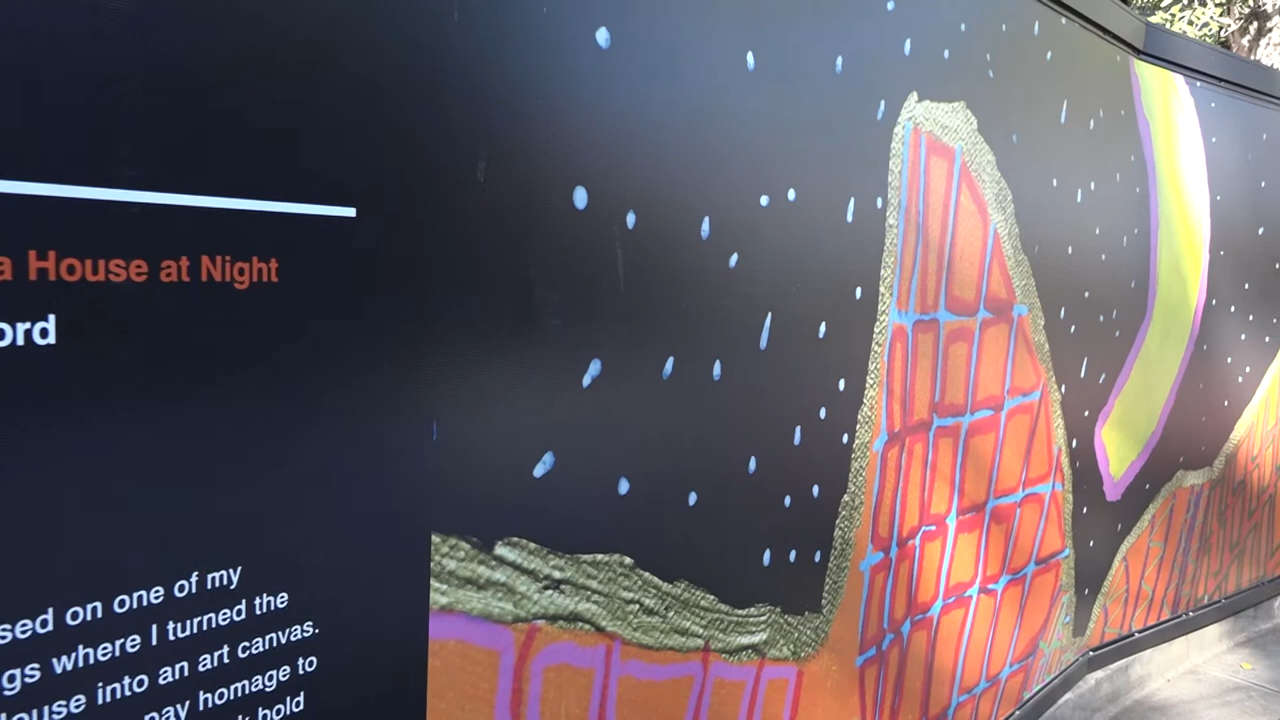 a House at Night
ord
sed on one of my
gs where I turned the
ouse into an art canvas.
pay homage to
hold